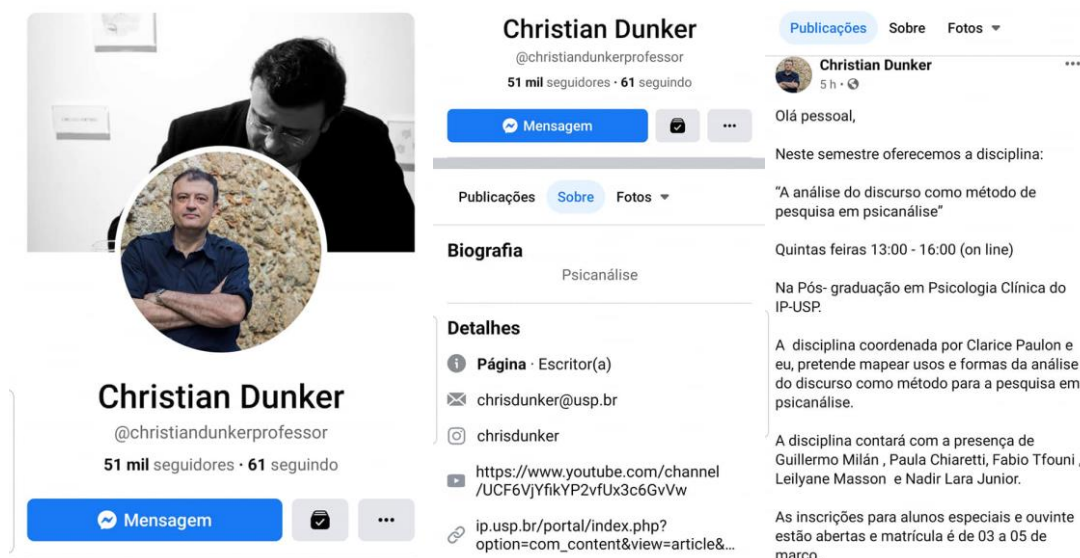 Christian Dunker
@christiandunkerprofessor
51 mil seguidores · 61 seguindo
Mensagem
Christian Dunker
@christiandunkerprofessor
51 mil seguidores · 61 seguindo
Mensagem
Publicações Sobre Fotos
Biografia
Psicanálise
Detalhes
Página · Escritor(a)
chrisdunker@usp.br
chrisdunker
https://www.youtube.com/channel
/UCF6VjYfikYP2vfUx3c6GvVw
ip.usp.br/portal/index.php?
option=com_content&view=article&...
Publicações Sobre Fotos
Christian Dunker
5 h ·
Olá pessoal,
Neste semestre oferecemos a disciplina:
“A análise do discurso como método de
pesquisa em psicanálise”
Quintas feiras 13:00 - 16:00 (on line)
Na Pós- graduação em Psicologia Clínica do
IP-USP.
A disciplina coordenada por Clarice Paulon e
eu, pretende mapear usos e formas da análise
do discurso como método para a pesquisa em
psicanálise.
A disciplina contará com a presença de
Guillermo Milán , Paula Chiaretti, Fabio Tfouni ,
Leilyane Masson e Nadir Lara Junior.
As inscrições para alunos especiais e ouvinte
estão abertas e matrícula é de 03 a 05 de
março